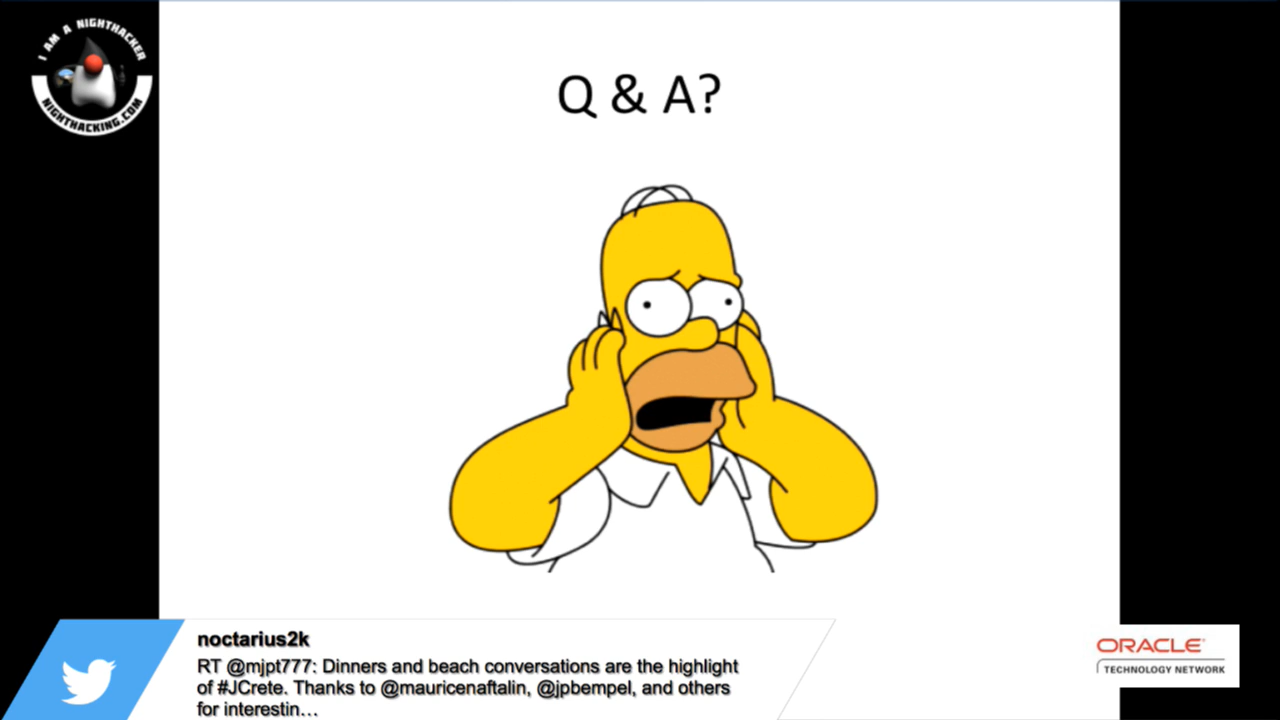 I AM A NIGHTHACKER
NIGHTHACKING.COM
Q & A?
noctarius2k
RT @mjpt777: Dinners and beach conversations are the highlight
of #JCrete. Thanks to @mauricenaftalin, @jpbempel, and others
for interestin…
ORACLE
TECHNOLOGY NETWORK